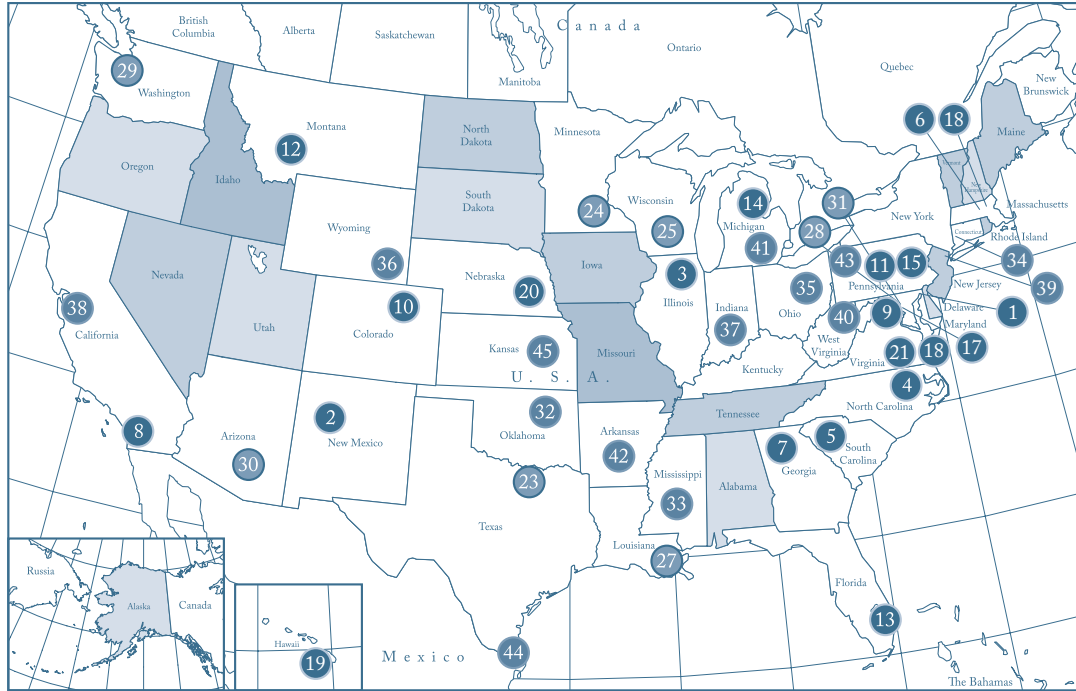 Canada
British
Columbia
Alberta
Saskatchewan
Manitoba
Ontario
Quebec
New
Brunswick
29
Washington
Montana
12
North
Dakota
Minnesota
6
18
Maine
Vermont
New
Hampshire
Oregon
Idaho
South
Dakota
24
Wisconsin
25
14
Michigan
41
31
28
New York
Massachusetts
Connecticut
Rhode Island
34
Wyoming
36
Nevada
Utah
Nebraska
20
Iowa
3
Illinois
Indiana
37
35
Ohio
43
11
15
Pennsylvania
New Jersey
39
Delaware
1
Maryland
17
38
California
10
Colorado
Kansas
45
U. S. A.
Missouri
40
West
Virginia
9
Virginia
21
18
Kentucky
4
North Carolina
8
Arizona
30
2
New Mexico
32
Oklahoma
23
Arkansas
42
Tennessee
Mississippi
33
Alabama
7
Georgia
5
South
Carolina
Texas
Louisiana
27
Florida
13
44
Mexico
The Bahamas
Russia
Alaska
Canada
Hawaii
19